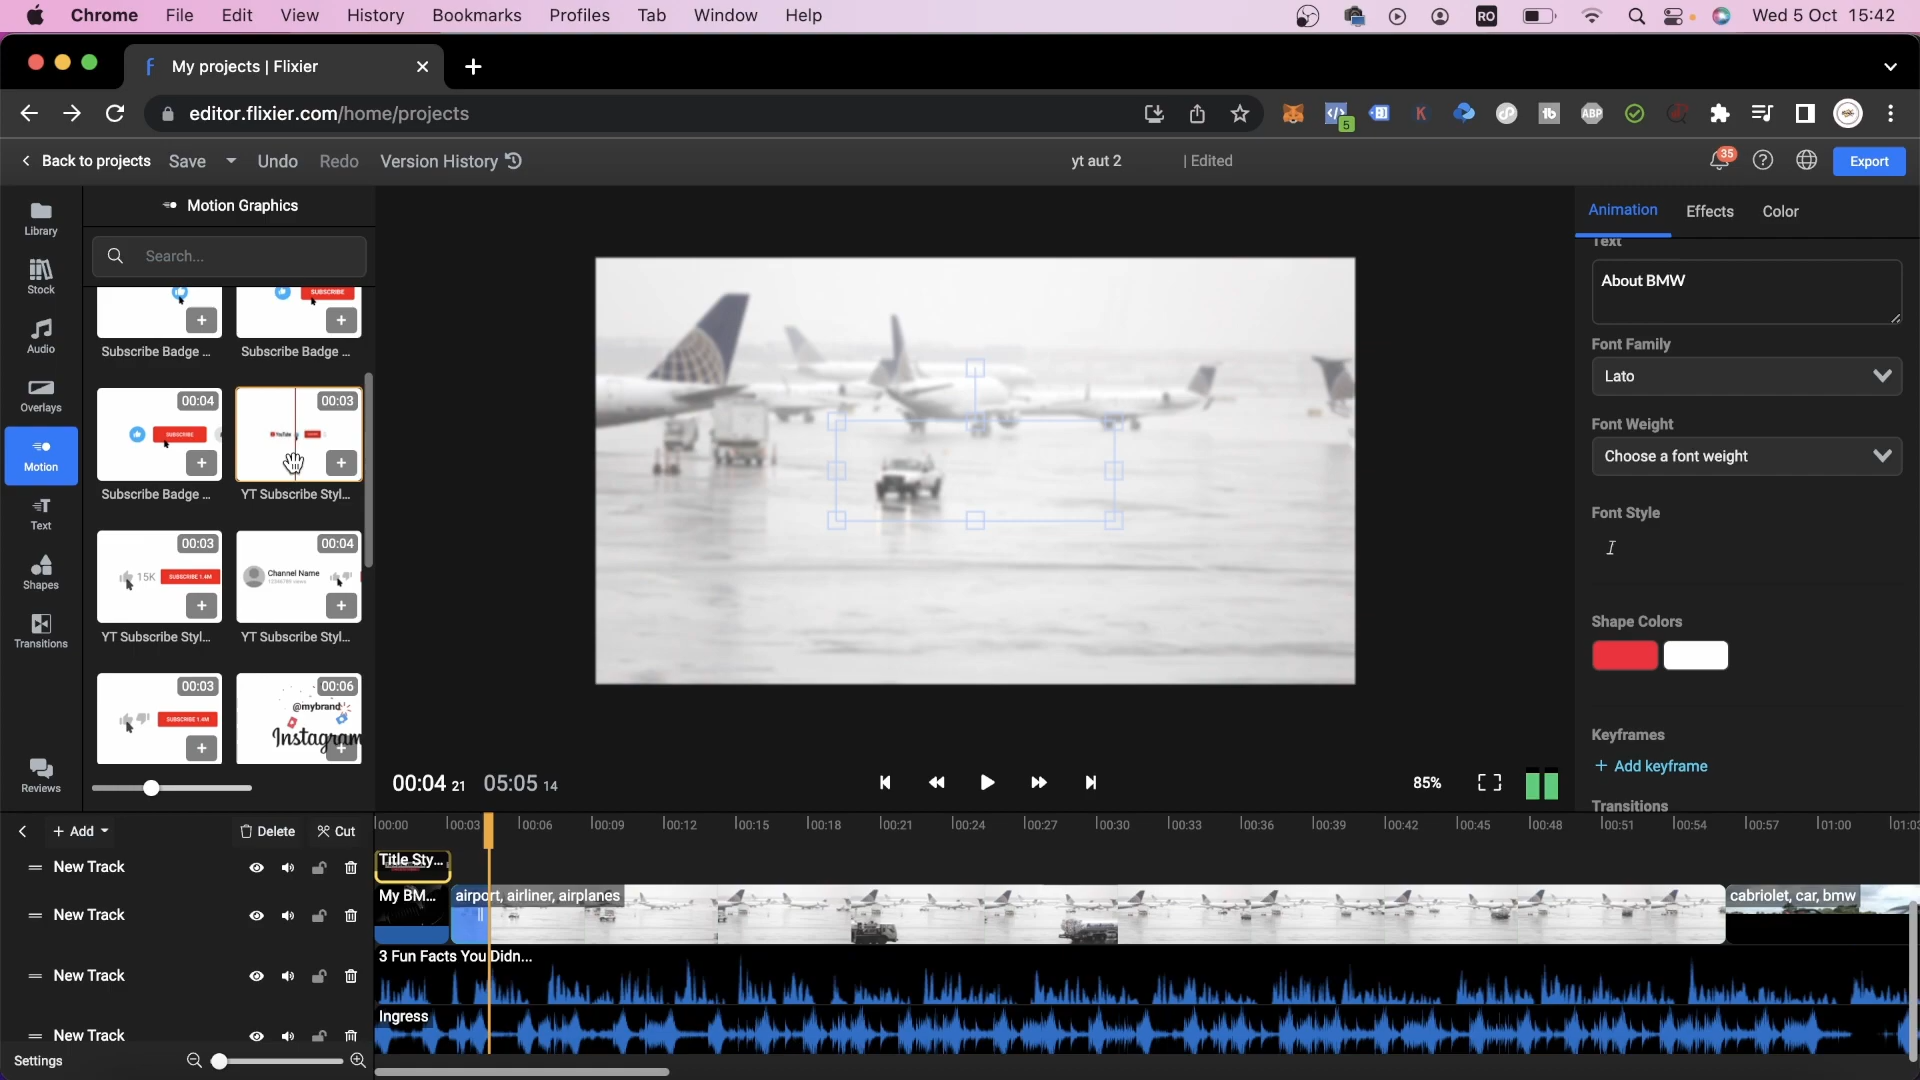 Chrome File Edit View History Bookmarks Profiles Tab Window Help RO Wed 5 Oct 15:42
f My projects | Flixier
editor.flixier.com/home/projects 5 K tb ABP
Back to projects Save Undo Redo Version History yt aut 2 | Edited 35 Export
Library
Stock
Audio
Overlays
Motion
Text
Shapes
Transitions
Reviews
Motion Graphics
Search...
SUBSCRIBE
Subscribe Badge ... Subscribe Badge ...
00:04 00:03
SUBSCRIBE YouTube
Subscribe Badge ... YT Subscribe Styl...
00:03 00:04
15K SUBSCRIBE 1.4M Channel Name
YT Subscribe Styl... YT Subscribe Styl...
00:03 00:06
SUBSCRIBE 1.4M @mybrand
Instagram
00:04 21 05:05 14 85%
Animation Effects Color
Text
About BMW
Font Family
Lato
Font Weight
Choose a font weight
Font Style
I
Shape Colors
Keyframes
+ Add keyframe
Transitions
+ Add Delete Cut
00:00 00:03 00:06 00:09 00:12 00:15 00:18 00:21 00:24 00:27 00:30 00:33 00:36 00:39 00:42 00:45 00:48 00:51 00:54 00:57 01:00 01:03
New Track Title Sty...
New Track My BM... airport, airliner, airplanes cabriolet, car, bmw
New Track 3 Fun Facts You Didn...
New Track Ingress
Settings